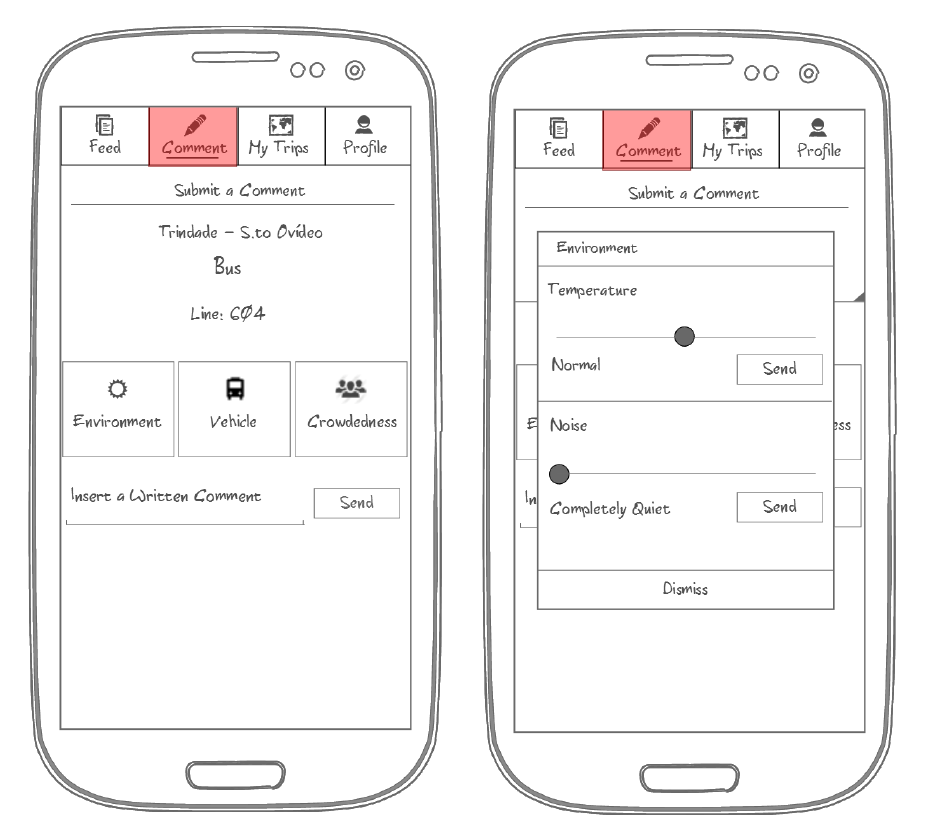 Feed Comment My Trips Profile
Submit a Comment
Trindade - S.to Ovídeo
Bus
Line: 604
Environment Vehicle Crowdedness
Insert a Written Comment Send
Feed Comment My Trips Profile
Submit a Comment
Environment
Temperature
Normal Send
Noise
Completely Quiet Send
Dismiss
E ess
In